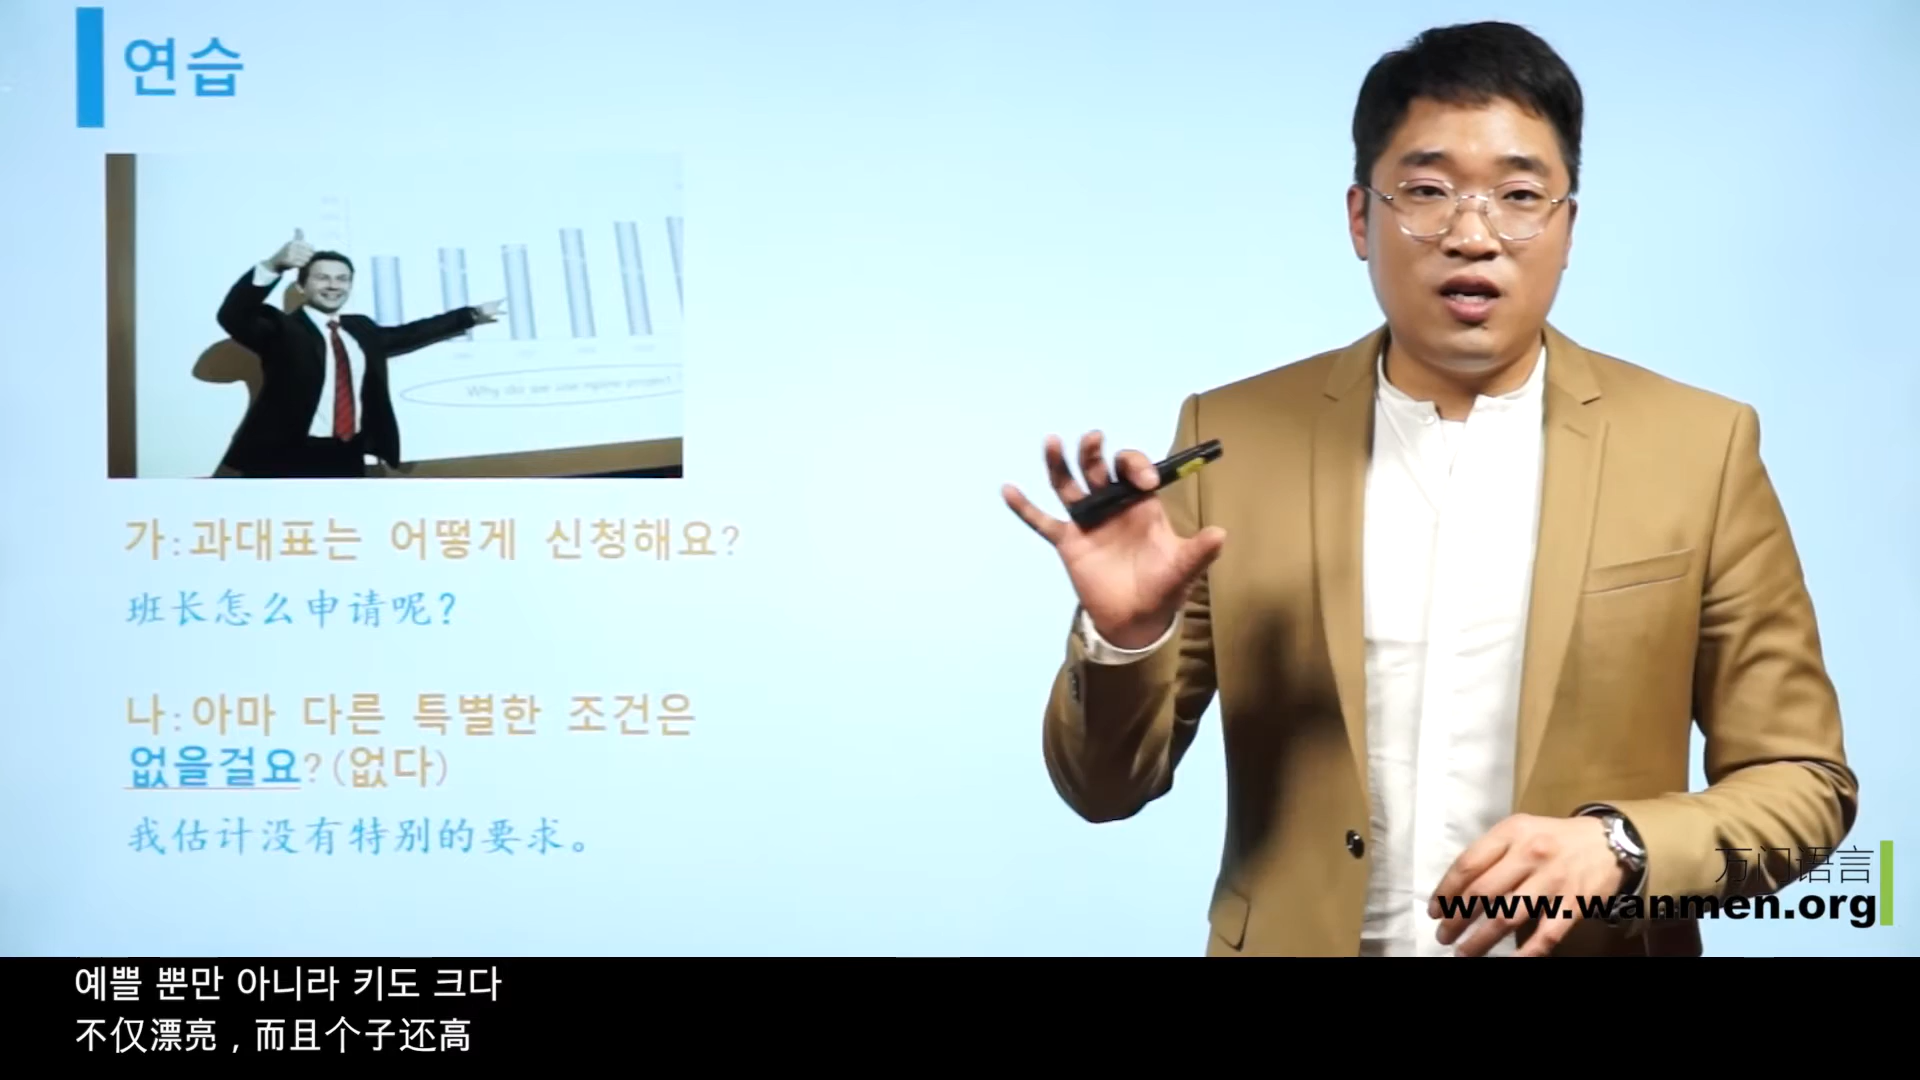 연습
Why do we use
가:과대표는 어떻게 신청해요?
班长怎么申请呢?
나:아마 다른 특별한 조건은
없을걸요?(없다)
我估计没有特别的要求。
万门语言
www.wanmen.org
예쁠 뿐만 아니라 키도 크다
不仅漂亮，而且个子还高